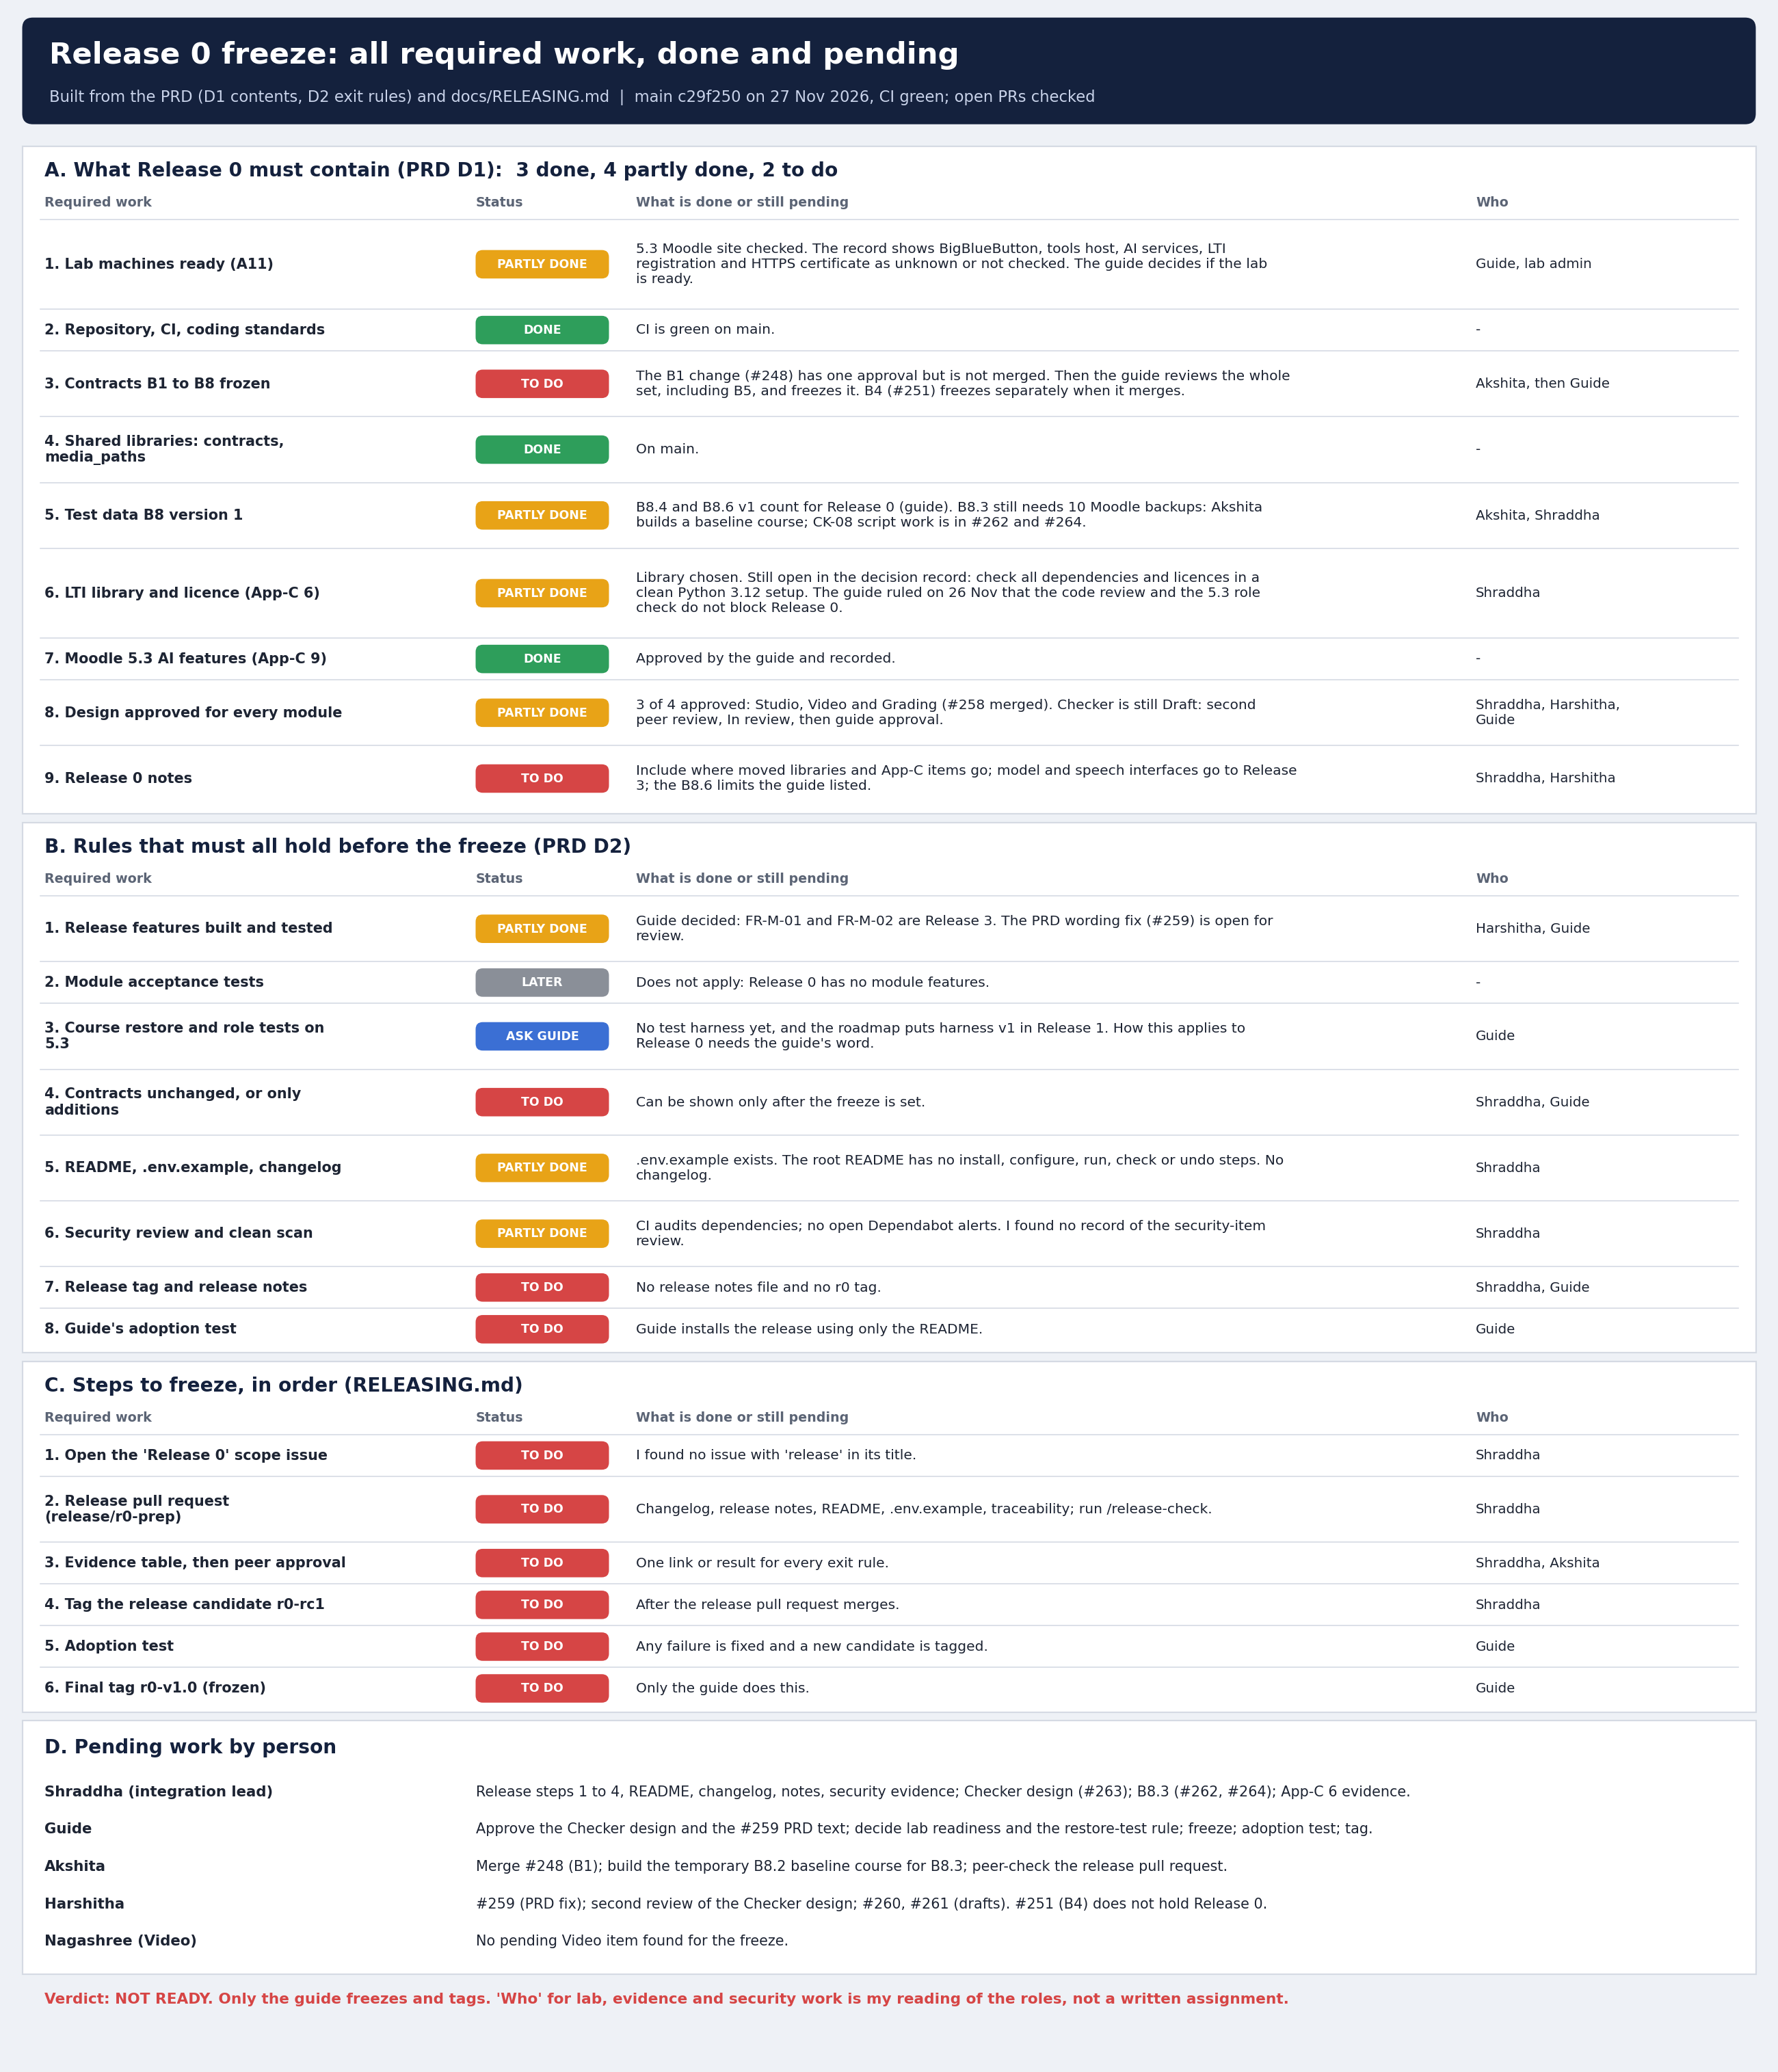 Release 0 freeze: all required work, done and pending
Built from the PRD (D1 contents, D2 exit rules) and docs/RELEASING.md | main c29f250 on 27 Nov 2026, CI green; open PRs checked
A. What Release 0 must contain (PRD D1): 3 done, 4 partly done, 2 to do
Required work
Status
What is done or still pending
Who
1. Lab machines ready (A11)
PARTLY DONE
5.3 Moodle site checked. The record shows BigBlueButton, tools host, AI services, LTI
registration and HTTPS certificate as unknown or not checked. The guide decides if the lab
is ready.
Guide, lab admin
2. Repository, CI, coding standards
DONE
CI is green on main.
-
3. Contracts B1 to B8 frozen
TO DO
The B1 change (#248) has one approval but is not merged. Then the guide reviews the whole
set, including B5, and freezes it. B4 (#251) freezes separately when it merges.
Akshita, then Guide
4. Shared libraries: contracts,
media_paths
DONE
On main.
-
5. Test data B8 version 1
PARTLY DONE
B8.4 and B8.6 v1 count for Release 0 (guide). B8.3 still needs 10 Moodle backups: Akshita
builds a baseline course; CK-08 script work is in #262 and #264.
Akshita, Shraddha
6. LTI library and licence (App-C 6)
PARTLY DONE
Library chosen. Still open in the decision record: check all dependencies and licences in a
clean Python 3.12 setup. The guide ruled on 26 Nov that the code review and the 5.3 role
check do not block Release 0.
Shraddha
7. Moodle 5.3 AI features (App-C 9)
DONE
Approved by the guide and recorded.
-
8. Design approved for every module
PARTLY DONE
3 of 4 approved: Studio, Video and Grading (#258 merged). Checker is still Draft: second
peer review, In review, then guide approval.
Shraddha, Harshitha,
Guide
9. Release 0 notes
TO DO
Include where moved libraries and App-C items go; model and speech interfaces go to Release
3; the B8.6 limits the guide listed.
Shraddha, Harshitha
B. Rules that must all hold before the freeze (PRD D2)
Required work
Status
What is done or still pending
Who
1. Release features built and tested
PARTLY DONE
Guide decided: FR-M-01 and FR-M-02 are Release 3. The PRD wording fix (#259) is open for
review.
Harshitha, Guide
2. Module acceptance tests
LATER
Does not apply: Release 0 has no module features.
-
3. Course restore and role tests on
5.3
ASK GUIDE
No test harness yet, and the roadmap puts harness v1 in Release 1. How this applies to
Release 0 needs the guide's word.
Guide
4. Contracts unchanged, or only
additions
TO DO
Can be shown only after the freeze is set.
Shraddha, Guide
5. README, .env.example, changelog
PARTLY DONE
.env.example exists. The root README has no install, configure, run, check or undo steps. No
changelog.
Shraddha
6. Security review and clean scan
PARTLY DONE
CI audits dependencies; no open Dependabot alerts. I found no record of the security-item
review.
Shraddha
7. Release tag and release notes
TO DO
No release notes file and no r0 tag.
Shraddha, Guide
8. Guide's adoption test
TO DO
Guide installs the release using only the README.
Guide
C. Steps to freeze, in order (RELEASING.md)
Required work
Status
What is done or still pending
Who
1. Open the 'Release 0' scope issue
TO DO
I found no issue with 'release' in its title.
Shraddha
2. Release pull request
(release/r0-prep)
TO DO
Changelog, release notes, README, .env.example, traceability; run /release-check.
Shraddha
3. Evidence table, then peer approval
TO DO
One link or result for every exit rule.
Shraddha, Akshita
4. Tag the release candidate r0-rc1
TO DO
After the release pull request merges.
Shraddha
5. Adoption test
TO DO
Any failure is fixed and a new candidate is tagged.
Guide
6. Final tag r0-v1.0 (frozen)
TO DO
Only the guide does this.
Guide
D. Pending work by person
Shraddha (integration lead)
Release steps 1 to 4, README, changelog, notes, security evidence; Checker design (#263); B8.3 (#262, #264); App-C 6 evidence.
Guide
Approve the Checker design and the #259 PRD text; decide lab readiness and the restore-test rule; freeze; adoption test; tag.
Akshita
Merge #248 (B1); build the temporary B8.2 baseline course for B8.3; peer-check the release pull request.
Harshitha
#259 (PRD fix); second review of the Checker design; #260, #261 (drafts). #251 (B4) does not hold Release 0.
Nagashree (Video)
No pending Video item found for the freeze.
Verdict: NOT READY. Only the guide freezes and tags. 'Who' for lab, evidence and security work is my reading of the roles, not a written assignment.